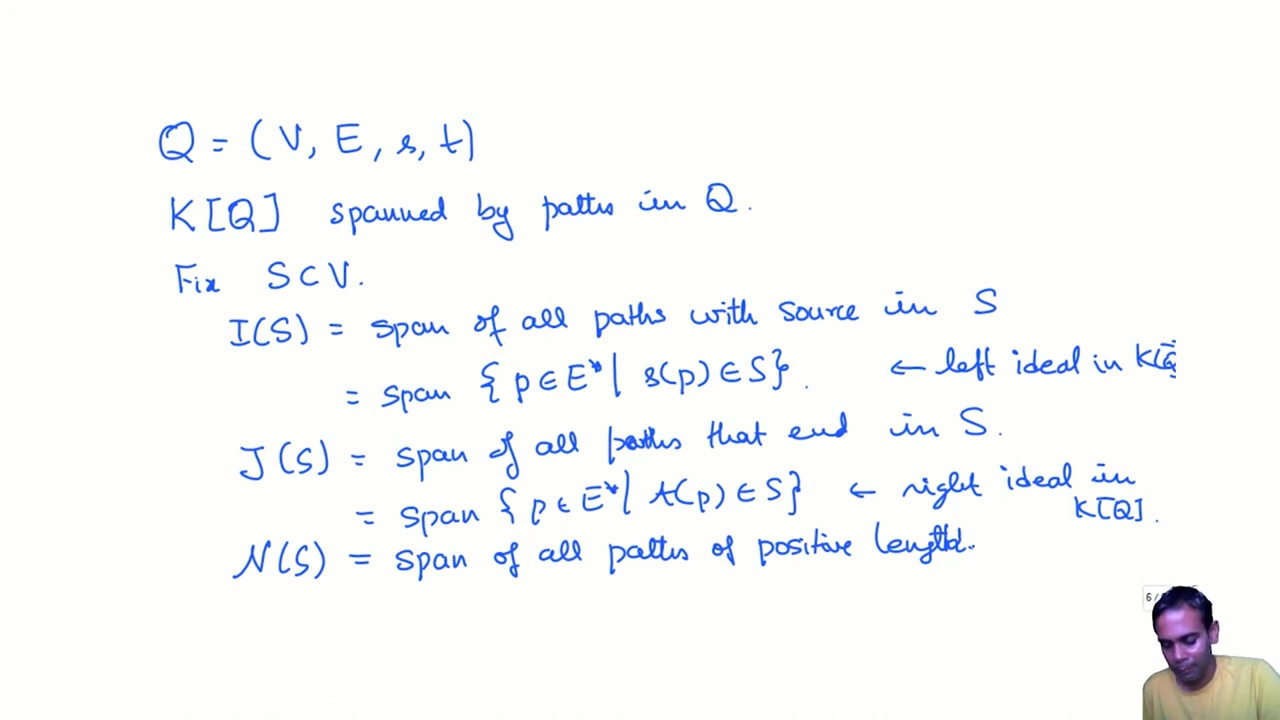 Q = (V, E, s, t)
K[Q] spanned by paths in Q.
Fix S ⊂ V.
I(S) = span of all paths with source in S
= span { p ∈ E* | s(p) ∈ S }. ← left ideal in K[Q
J(S) = span of all paths that end in S.
= span { p ∈ E* | t(p) ∈ S } ← right ideal in
K[Q].
N(S) = span of all paths of positive length.
6 /